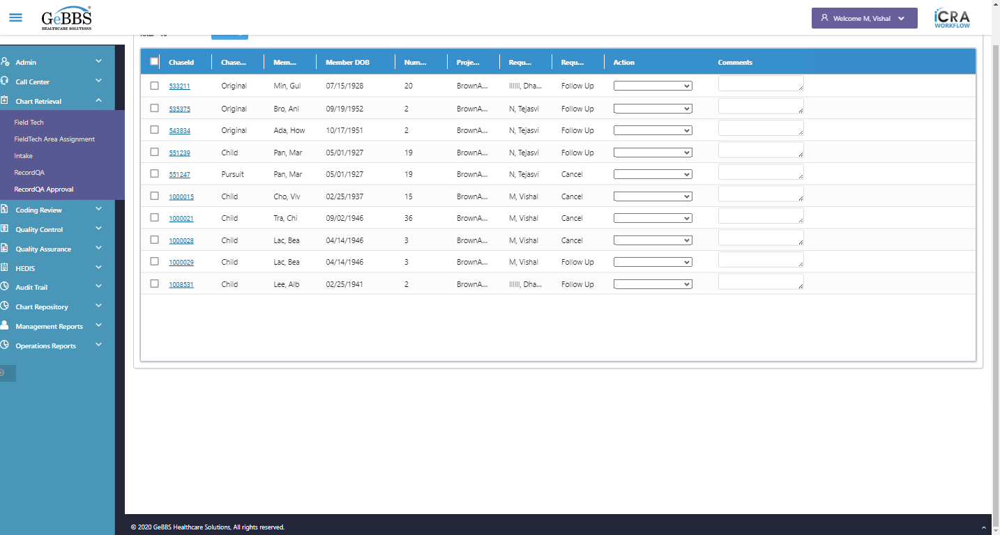 GeBBS®
HEALTHCARE SOLUTIONS
Welcome M, Vishal
iCRA
WORKFLOW
Admin
Call Center
Chart Retrieval
Field Tech
FieldTech Area Assignment
Intake
RecordQA
RecordQA Approval
Coding Review
Quality Control
Quality Assurance
HEDIS
Audit Trail
Chart Repository
Management Reports
Operations Reports
ChaseId Chase... Mem... Member DOB Num... Proje... Requ... Requ... Action Comments
533211 Original Min, Gul 07/15/1928 20 BrownA... Dha... Follow Up
535375 Original Bro, Ani 09/19/1952 2 BrownA... N, Tejasvi Follow Up
543834 Original Ada, How 10/17/1951 2 BrownA... N, Tejasvi Follow Up
551239 Child Pan, Mar 05/01/1927 19 BrownA... N, Tejasvi Follow Up
551247 Pursuit Pan, Mar 05/01/1927 19 BrownA... N, Tejasvi Cancel
1000015 Child Cho, Viv 02/25/1937 15 BrownA... M, Vishal Cancel
1000021 Child Tra, Chi 09/02/1946 36 BrownA... M, Vishal Cancel
1000028 Child Lac, Bea 04/14/1946 3 BrownA... M, Vishal Cancel
1000029 Child Lac, Bea 04/14/1946 3 BrownA... M, Vishal Follow Up
1008531 Child Lee, Alb 02/25/1941 2 BrownA... Dha... Follow Up
© 2020 GeBBS Healthcare Solutions, All rights reserved.